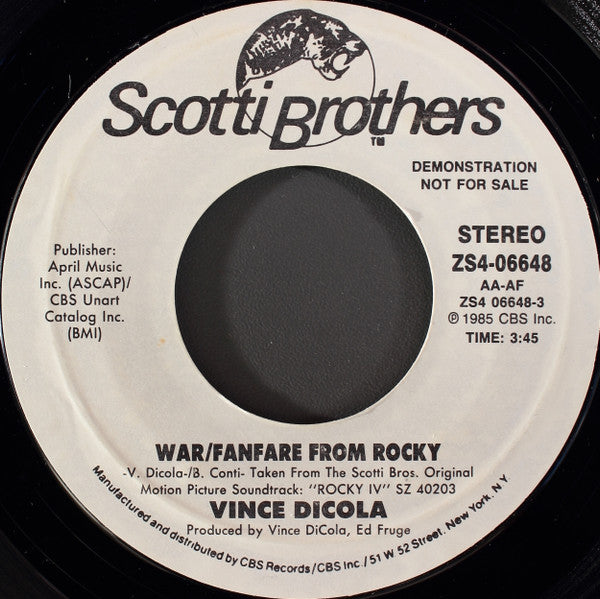 Scotti Brothers
TM
DEMONSTRATION
NOT FOR SALE
Publisher:
April Music
Inc. (ASCAP)/
CBS Unart
Catalog Inc.
(BMI)
STEREO
ZS4-06648
AA-AF
ZS4 06648-3
℗ 1985 CBS Inc.
TIME: 3:45
WAR/FANFARE FROM ROCKY
-V. Dicola-/B. Conti- Taken From The Scotti Bros. Original
Motion Picture Soundtrack: "ROCKY IV" SZ 40203
VINCE DICOLA
Produced by Vince DiCola, Ed Fruge
Manufactured and distributed by CBS Records/CBS Inc./51 W 52 Street, New York, N.Y